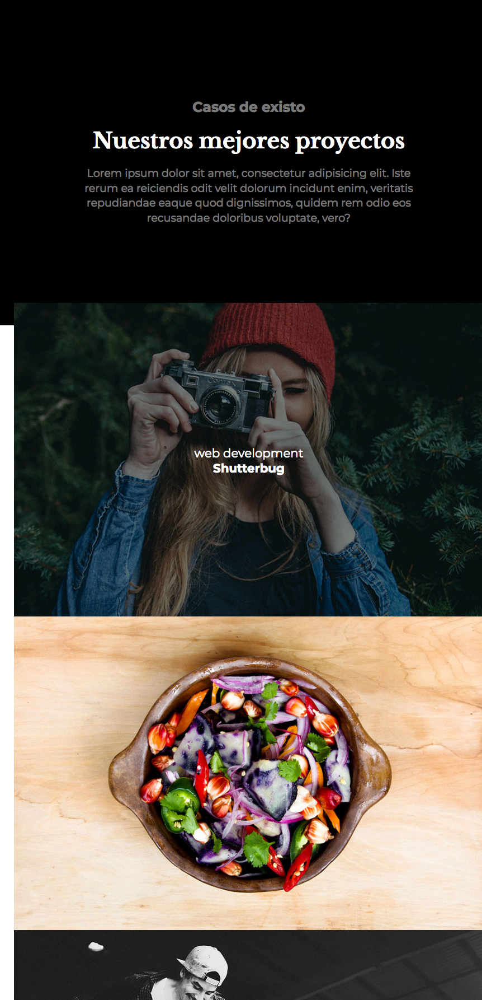 Casos de existo
Nuestros mejores proyectos
Lorem ipsum dolor sit amet, consectetur adipisicing elit. Iste
rerum ea reiciendis odit velit dolorum incidunt enim, veritatis
repudiandae eaque quod dignissimos, quidem rem odio eos
recusandae doloribus voluptate, vero?
Contax
web development
Shutterbug